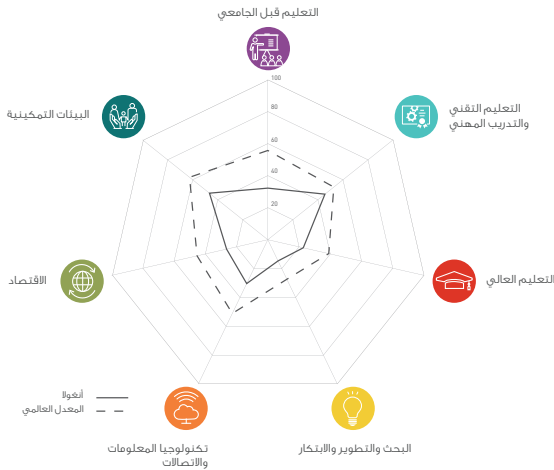 التعليم قبل الجامعي
100
80
60
40
20
التعليم التقني
والتدريب المهني
البيئات التمكينية
التعليم العالي
الاقتصاد
البحث والتطوير والابتكار
تكنولوجيا المعلومات
والاتصالات
أنغولا
المعدل العالمي